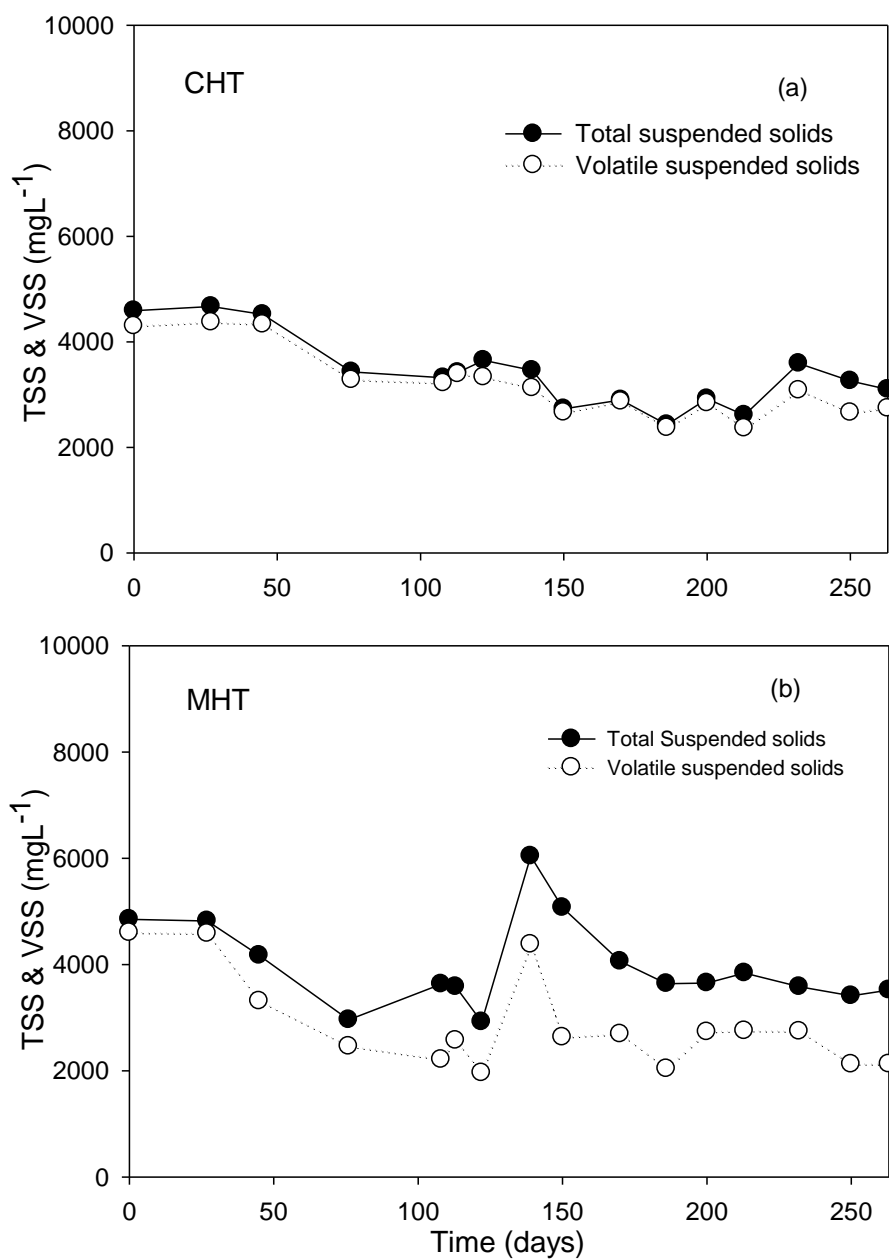 10000
CHT
(a)
8000
Total suspended solids
Volatile suspended solids
6000
TSS & VSS (mgL-1)
4000
2000
0
0 50 100 150 200 250
10000
MHT
(b)
8000
Total Suspended solids
Volatile suspended solids
6000
TSS & VSS (mgL-1)
4000
2000
0
0 50 100 150 200 250
Time (days)